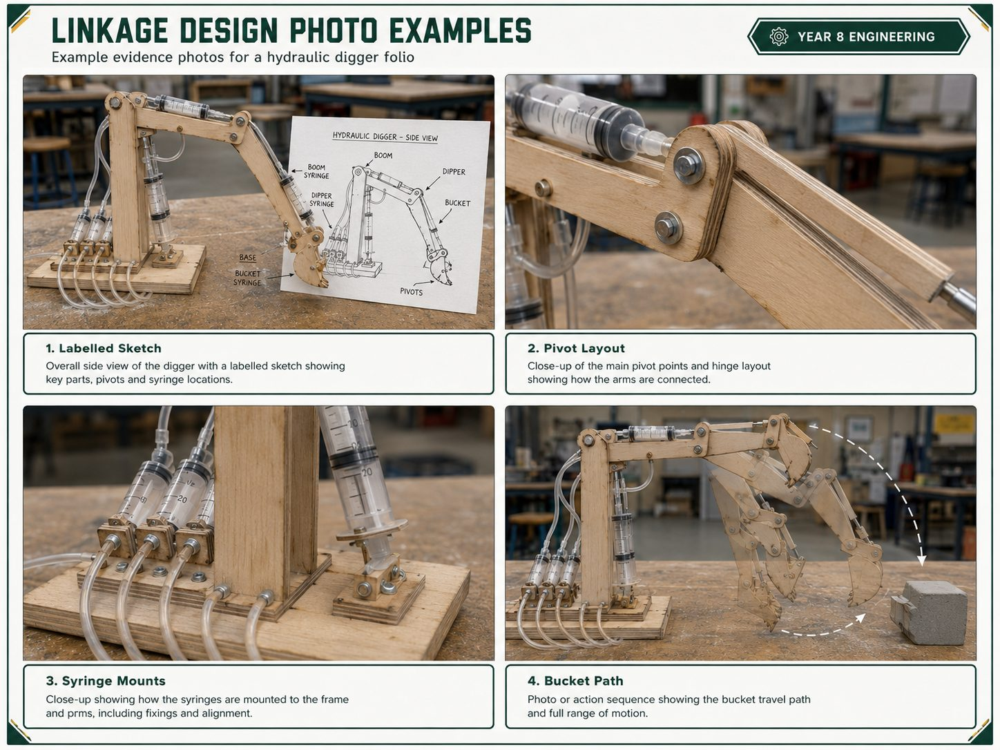 LINKAGE DESIGN PHOTO EXAMPLES
Example evidence photos for a hydraulic digger folio
YEAR 8 ENGINEERING
HYDRAULIC DIGGER – SIDE VIEW
BOOM
BOOM
SYRINGE
DIPPER
DIPPER
SYRINGE
BUCKET
BASE
BUCKET
SYRINGE
PIVOTS
1. Labelled Sketch
Overall side view of the digger with a labelled sketch showing
key parts, pivots and syringe locations.
2. Pivot Layout
Close-up of the main pivot points and hinge layout
showing how the arms are connected.
20
20
3. Syringe Mounts
Close-up showing how the syringes are mounted to the frame
and prms, including fixings and alignment.
4. Bucket Path
Photo or action sequence showing the bucket travel path
and full range of motion.